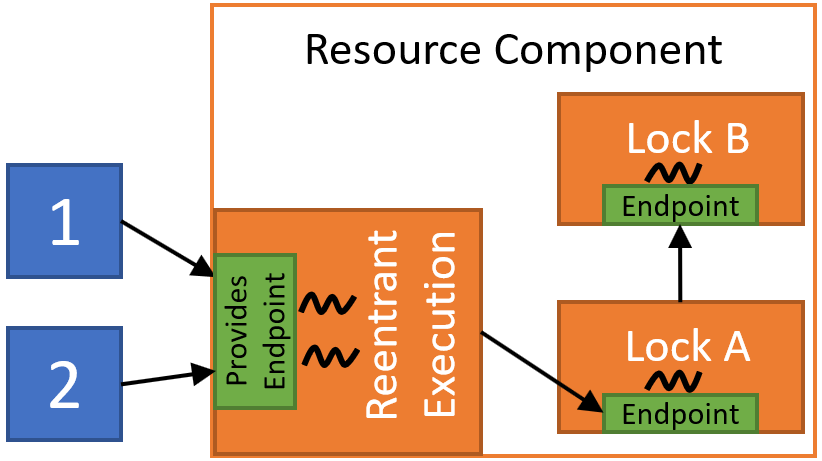 Resource Component
1
2
Provides
Endpoint
Reentrant
Execution
Lock B
Endpoint
Lock A
Endpoint